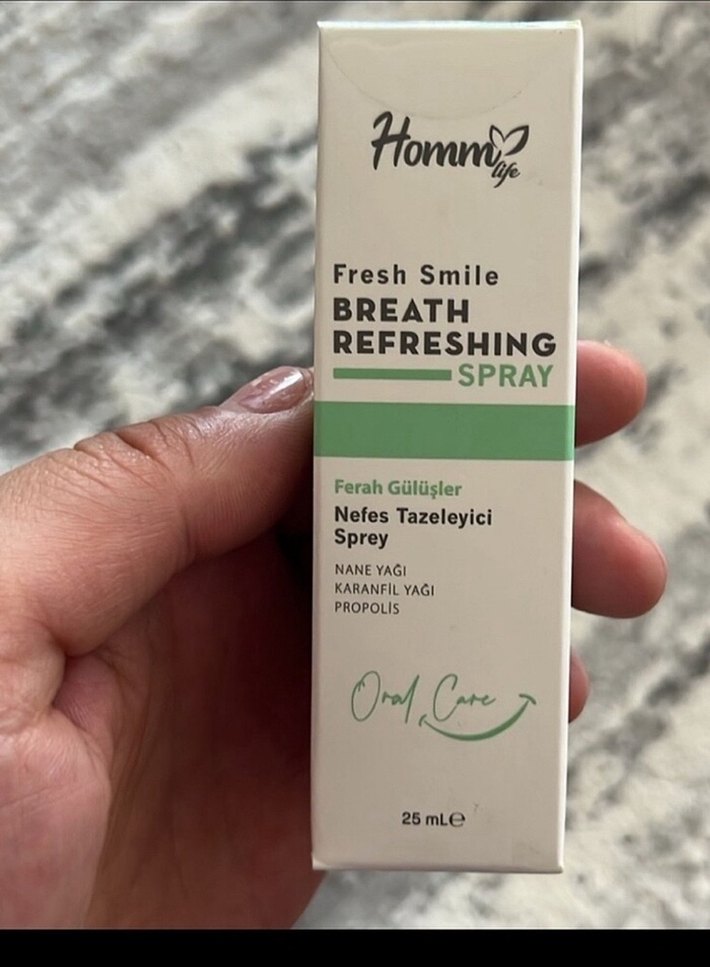 Homm
life
Fresh Smile
BREATH
REFRESHING
SPRAY
Ferah Gülüşler
Nefes Tazeleyici
Sprey
NANE YAĞI
KARANFİL YAĞI
PROPOLİS
Oral Care
25 mL℮